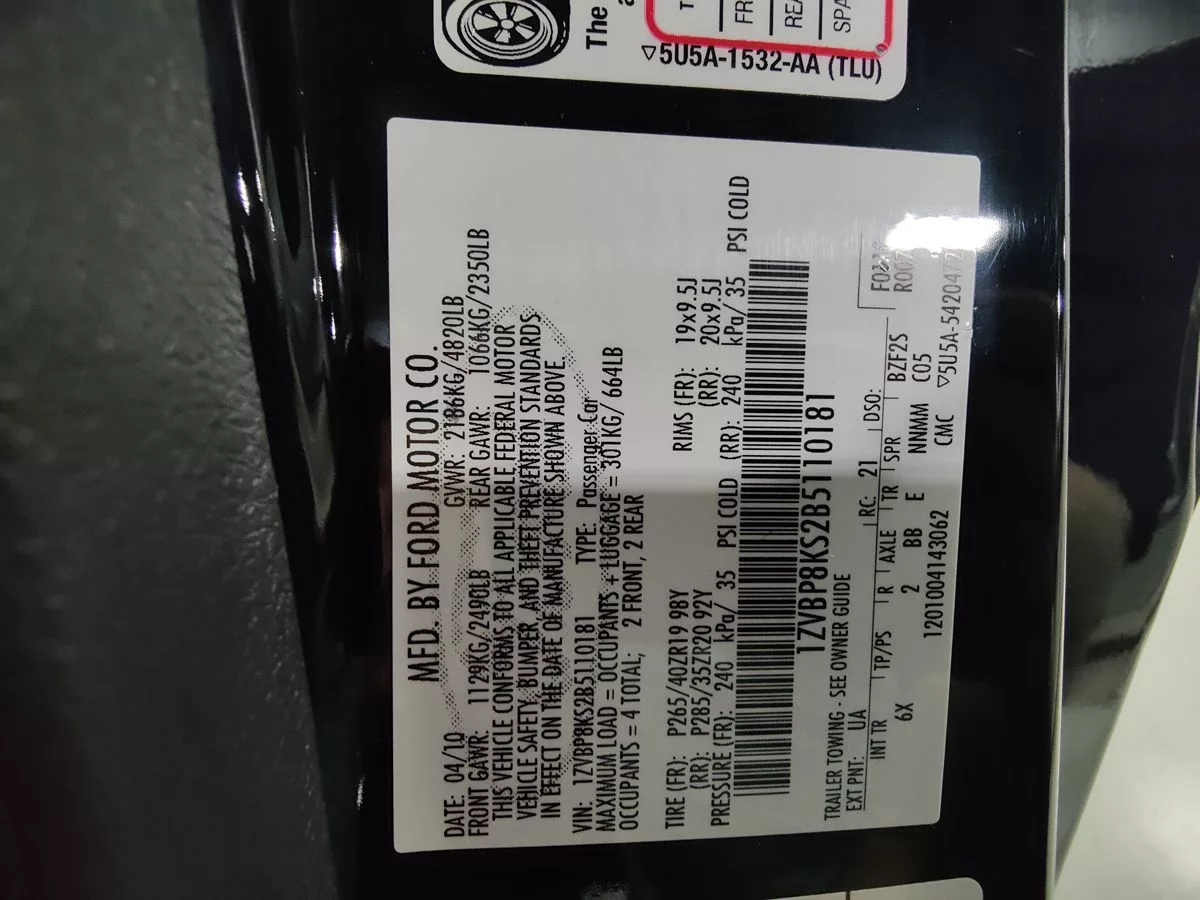 The
T
FR
REA
SPA
▽5U5A-1532-AA (TLU)
MFD. BY FORD MOTOR CO.
DATE: 04/10 GVWR: 2186KG/4820LB
FRONT GAWR: 1129KG/2490LB REAR GAWR: 1066KG/2350LB
THIS VEHICLE CONFORMS TO ALL APPLICABLE FEDERAL MOTOR
VEHICLE SAFETY, BUMPER, AND THEFT PREVENTION STANDARDS
IN EFFECT ON THE DATE OF MANUFACTURE SHOWN ABOVE.
VIN: 1ZVBP8KS2B5110181 TYPE: Passenger Car
MAXIMUM LOAD = OCCUPANTS + LUGGAGE = 301KG/ 664LB
OCCUPANTS = 4 TOTAL; 2 FRONT, 2 REAR
TIRE (FR): P265/40ZR19 98Y RIMS (FR): 19x9.5J
(RR): P285/35ZR20 92Y (RR): 20x9.5J
PRESSURE (FR): 240 kPa/ 35 PSI COLD (RR): 240 kPa/ 35 PSI COLD
1ZVBP8KS2B5110181
TRAILER TOWING - SEE OWNER GUIDE
EXT PNT: UA RC: 21 DSO:
INT TR TP/PS R AXLE TR SPR
6X 2 BB E NNMMM
BZF2S
C05
1201004143062 CMC ▽5U5A-5420472